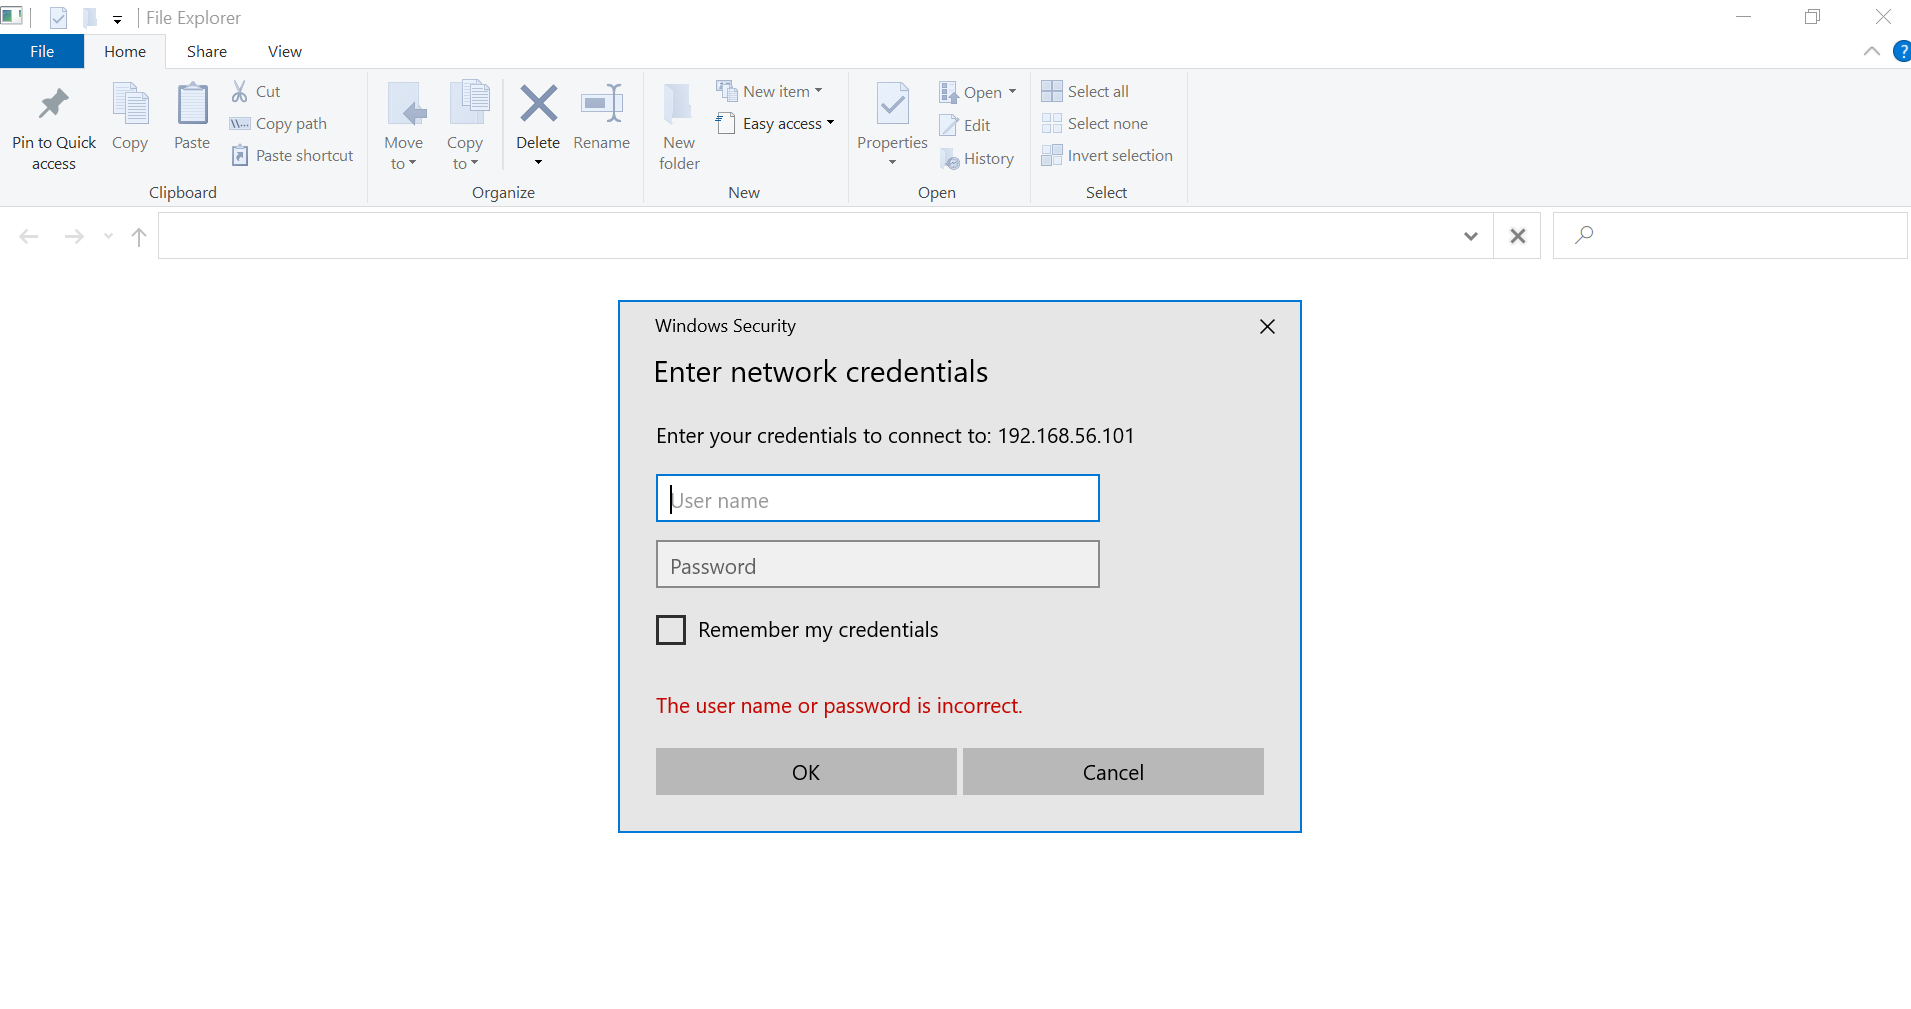 File Explorer
File Home Share View
Pin to Quick access
Copy
Paste
Cut
Copy path
Paste shortcut
Clipboard
Move to
Copy to
Delete
Rename
Organize
New folder
New item
Easy access
New
Properties
Open
Edit
History
Open
Select all
Select none
Invert selection
Select
Windows Security
Enter network credentials
Enter your credentials to connect to: 192.168.56.101
User name
Password
Remember my credentials
The user name or password is incorrect.
OK Cancel